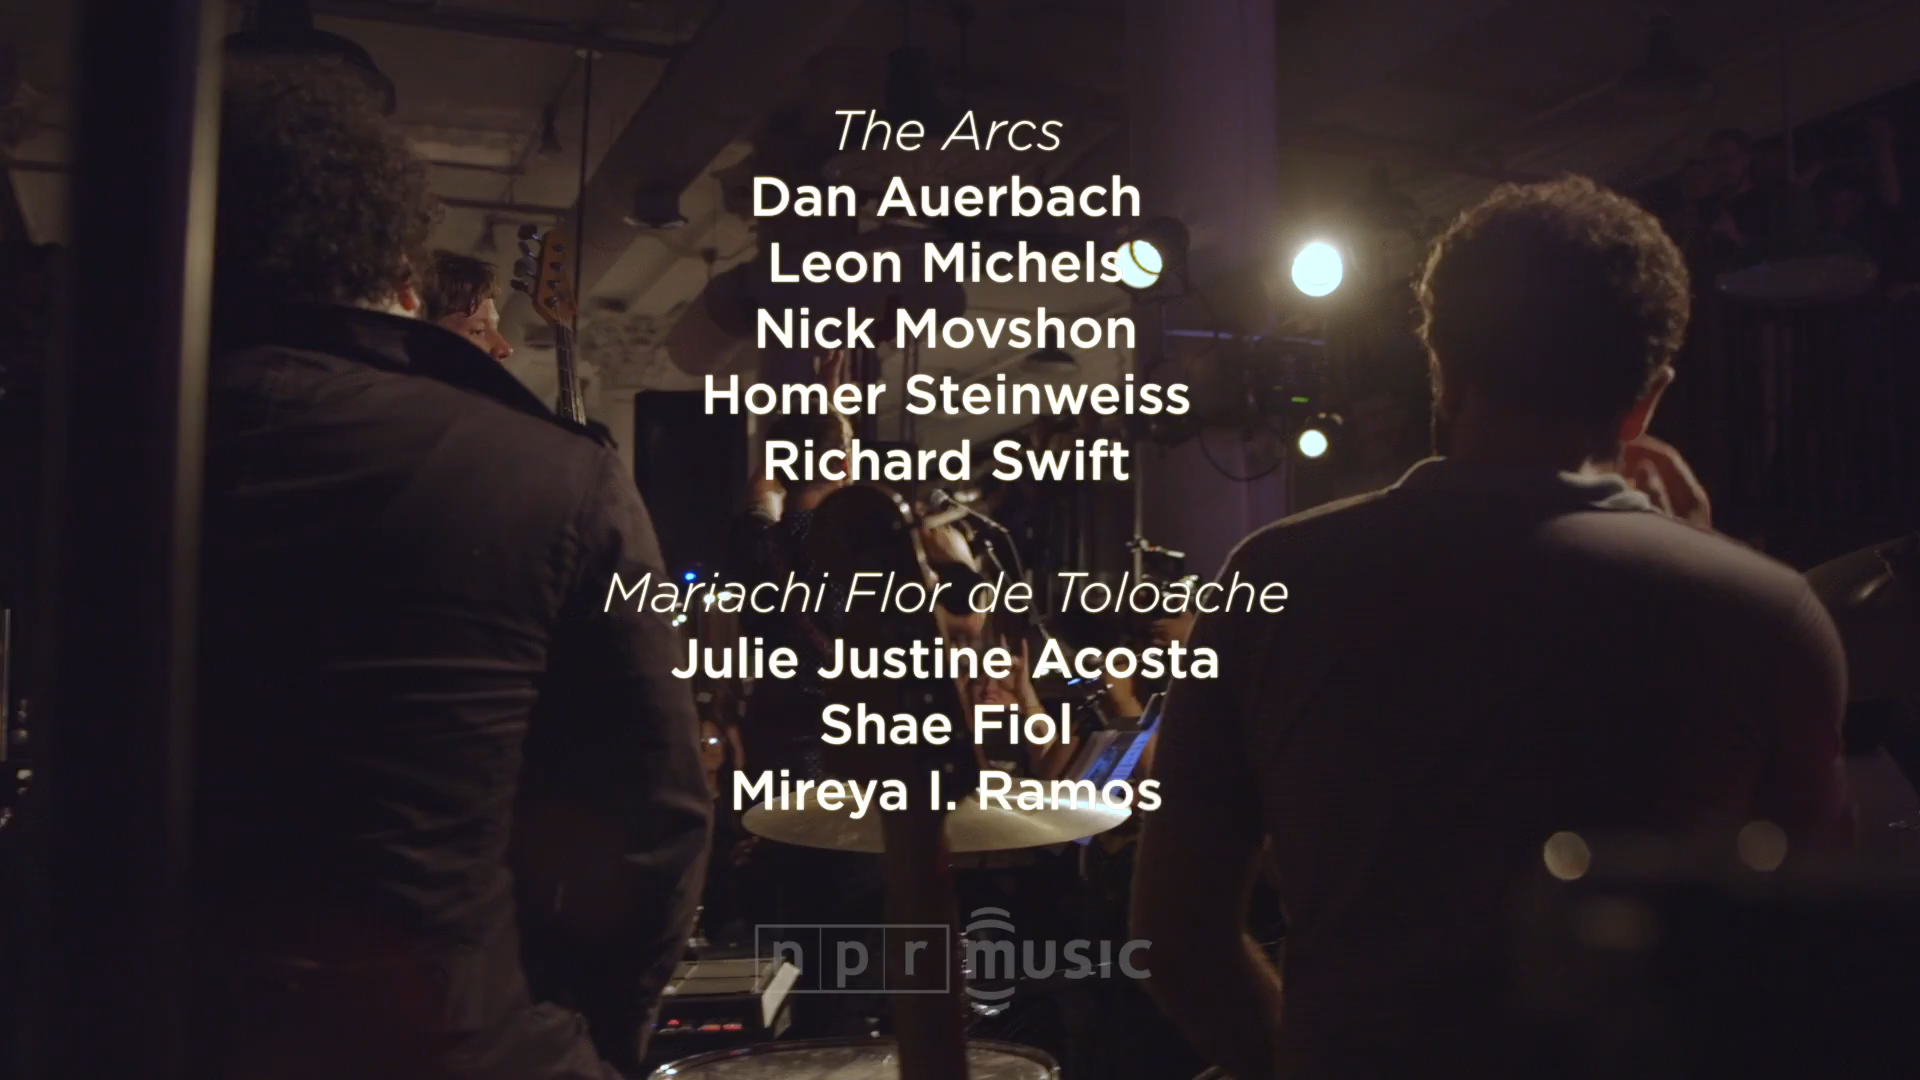 The Arcs
Dan Auerbach
Leon Michels
Nick Movshon
Homer Steinweiss
Richard Swift
Mariachi Flor de Toloache
Julie Justine Acosta
Shae Fiol
Mireya I. Ramos
npr music